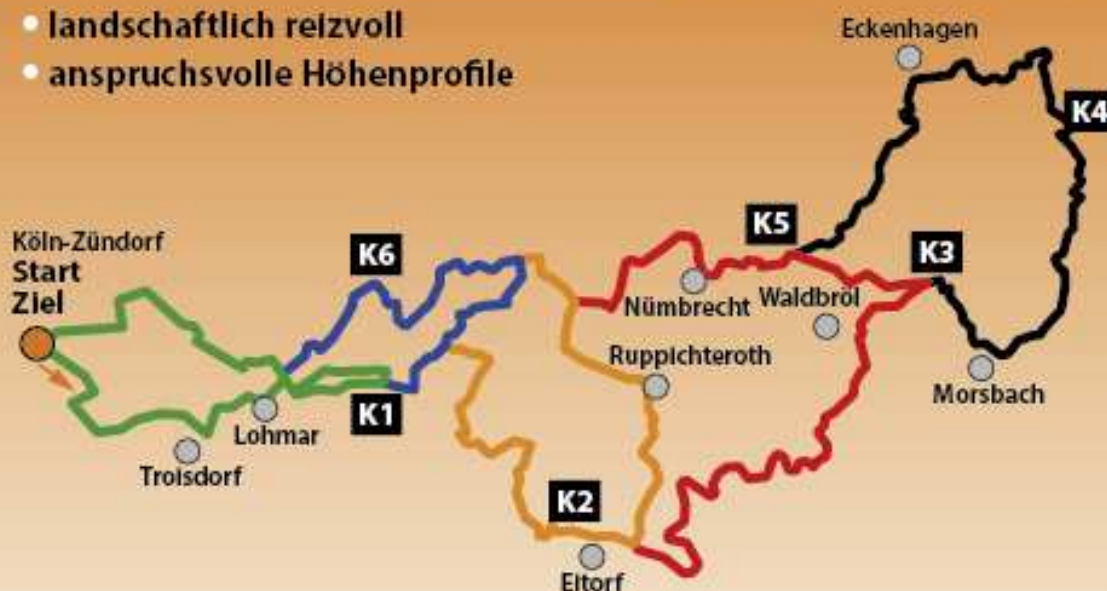 • landschaftlich reizvoll
• anspruchsvolle Höhenprofile
Eckenhagen
K4
Köln-Zündorf
Start
Ziel
K6
K5
K3
Nümbrecht
Waldbröl
Ruppichteroth
Morsbach
K1
Lohmar
Troisdorf
K2
Eitorf